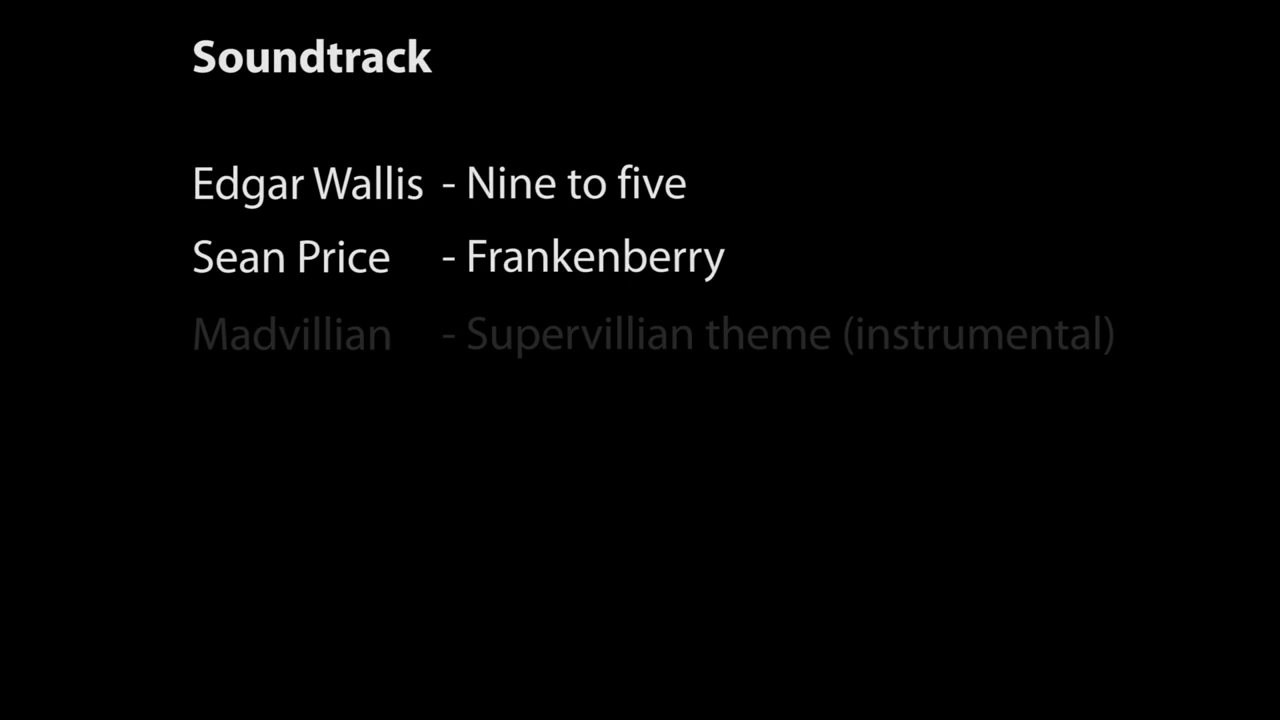 Soundtrack
Edgar Wallis - Nine to five
Sean Price - Frankenberry
Madvillian - Supervillian theme (instrumental)